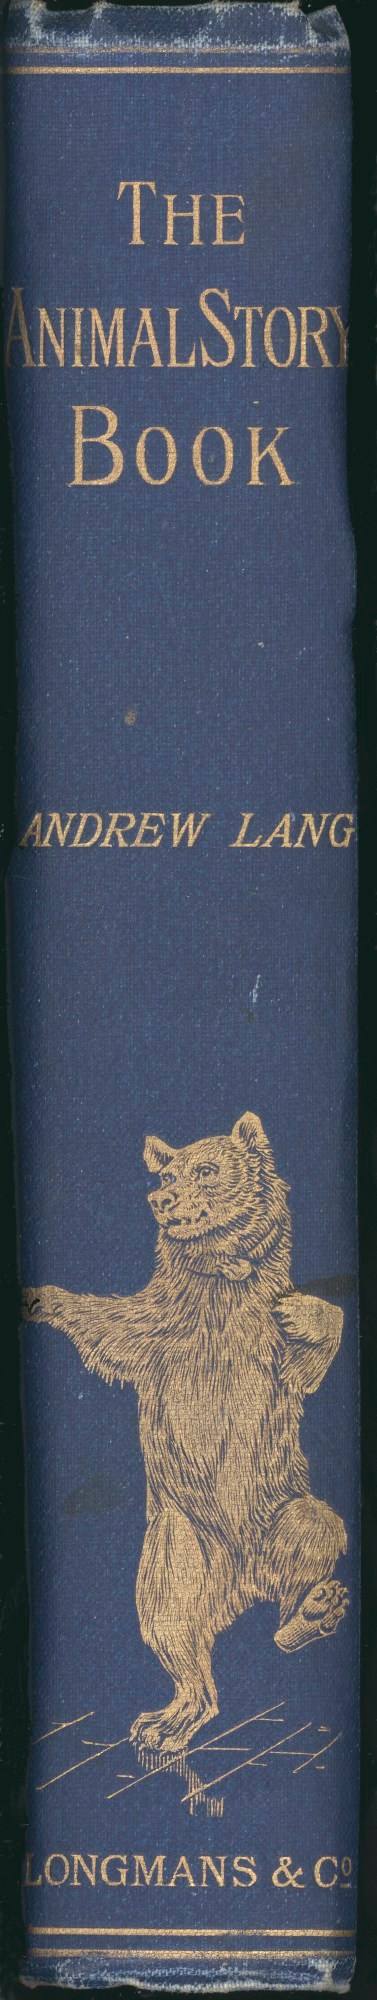 THE
ANIMAL STORY
BOOK
ANDREW LANG
LONGMANS & Co